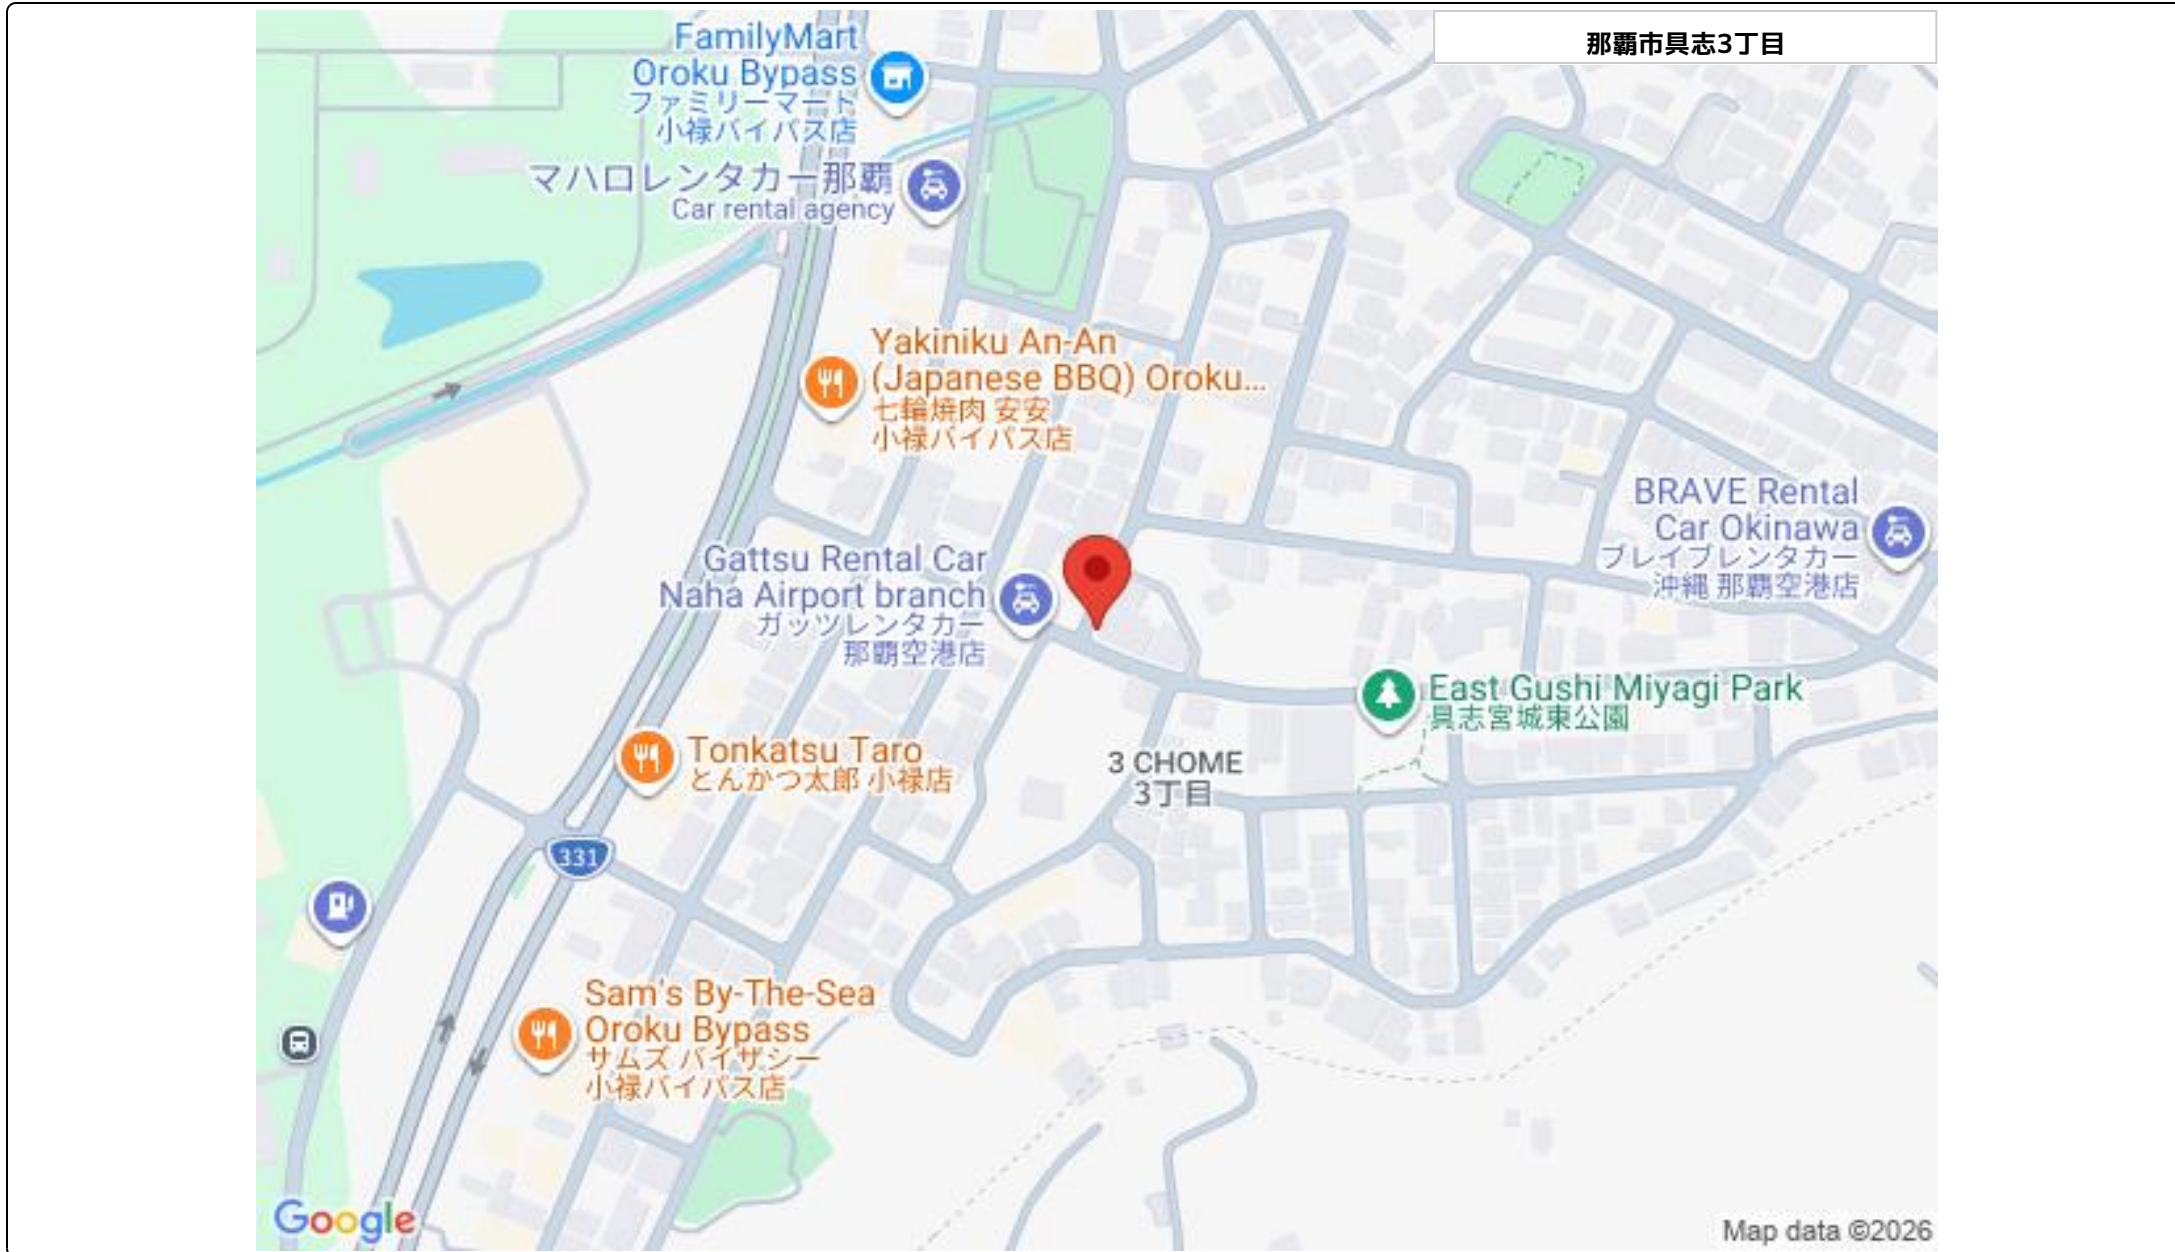 那覇市具志3丁目
FamilyMart
Oroku Bypass
ファミリーマート
小禄バイパス店
マハロレンタカー那覇
Car rental agency
Yakiniku An-An
(Japanese BBQ) Oroku...
七輪焼肉 安安
小禄バイパス店
BRAVE Rental
Car Okinawa
ブレイブレンタカー
沖縄 那覇空港店
Gattsu Rental Car
Naha Airport branch
ガッツレンタカー
那覇空港店
East Gushi Miyagi Park
具志宮城東公園
Tonkatsu Taro
とんかつ太郎 小禄店
3 CHOME
3丁目
331
Sam's By-The-Sea
Oroku Bypass
サムズ バイザシー
小禄バイパス店
Google
Map data ©2026